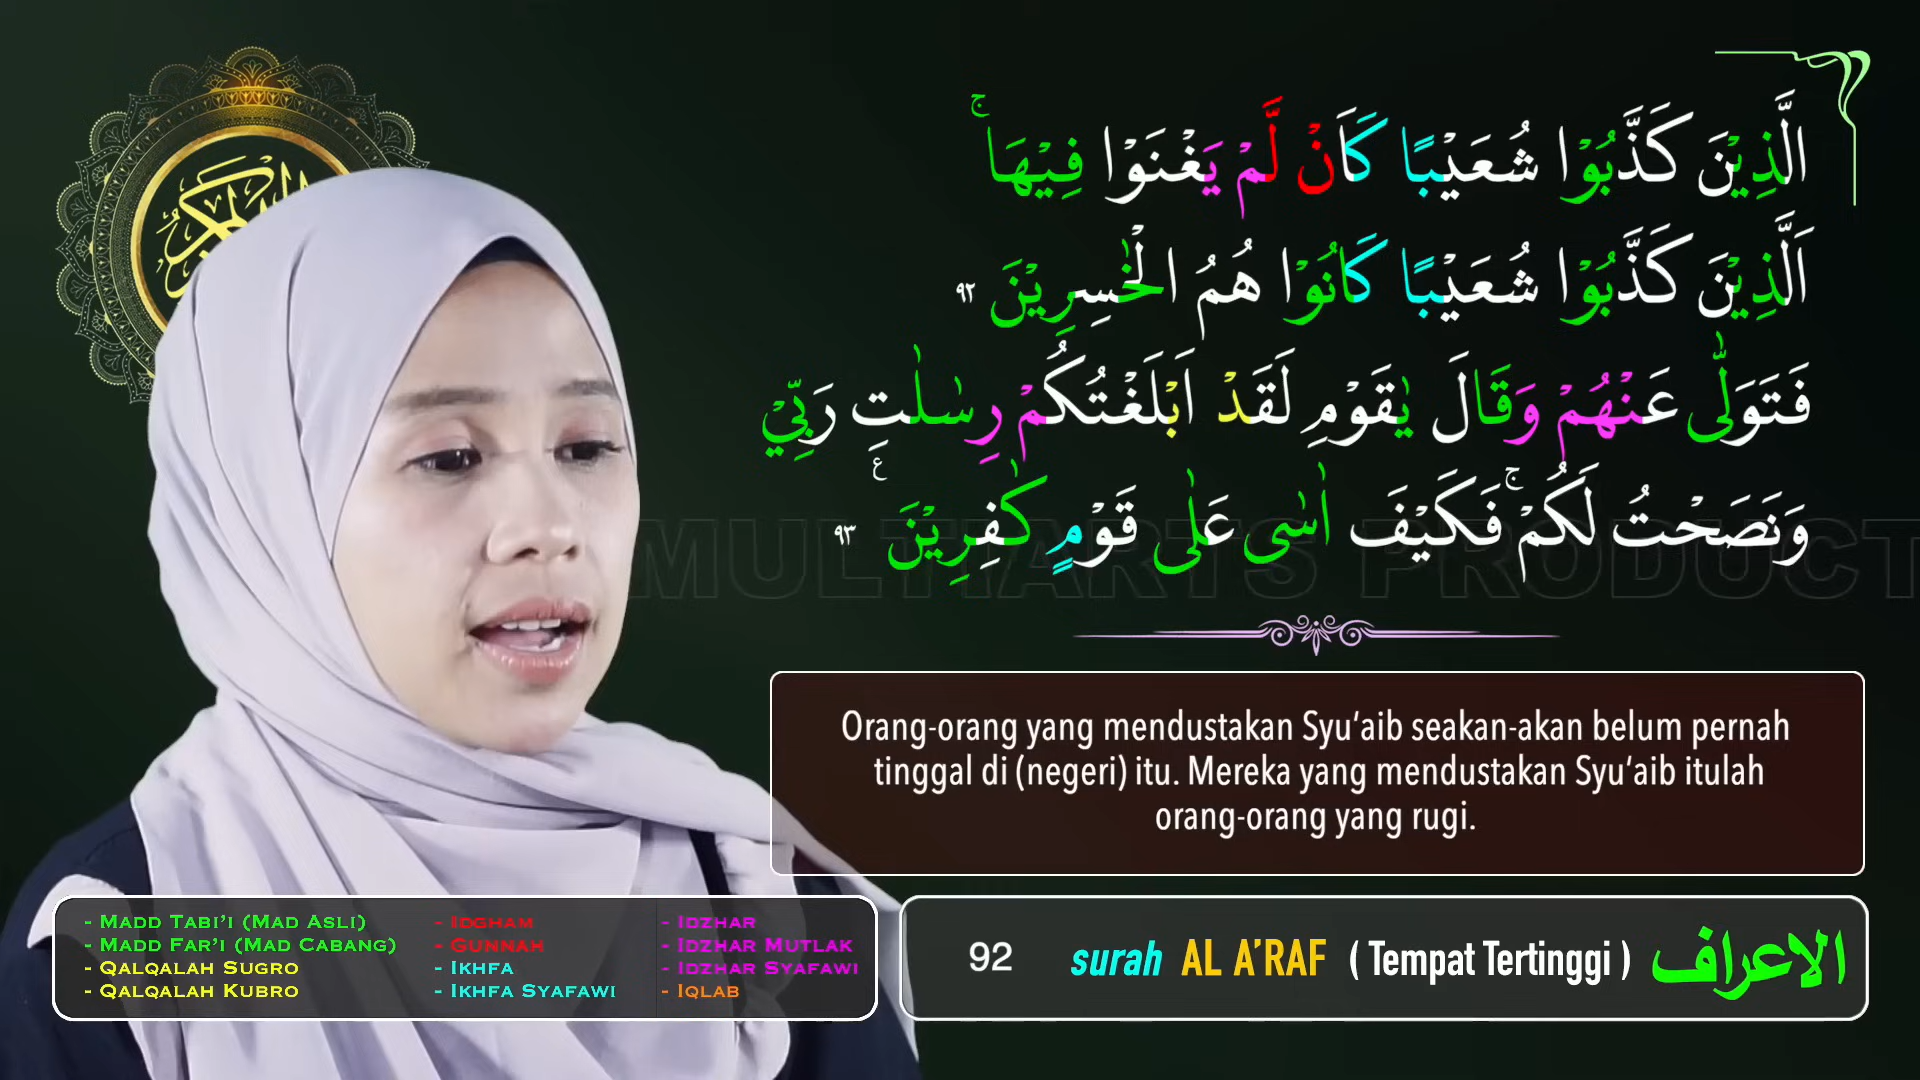 الَّذِيْنَ كَذَّبُوْا شُعَيْبًا كَاَنْ لَّمْ يَغْنَوْا فِيْهَاۚ
اَلَّذِيْنَ كَذَّبُوْا شُعَيْبًا كَانُوْا هُمُ الْخٰسِرِيْنَ ٩٢
فَتَوَلّٰى عَنْهُمْ وَقَالَ يٰقَوْمِ لَقَدْ اَبْلَغْتُكُمْ رِسٰلٰتِ رَبِّيْ
وَنَصَحْتُ لَكُمْۚ فَكَيْفَ اٰسٰى عَلٰى قَوْمٍ كٰفِرِيْنَ ࣖ ٩٣
MULTIARTS PRODUCT
Orang-orang yang mendustakan Syu‘aib seakan-akan belum pernah
tinggal di (negeri) itu. Mereka yang mendustakan Syu‘aib itulah
orang-orang yang rugi.
- Madd Tabi’i (Mad Asli)
- Madd Far’i (Mad Cabang)
- Qalqalah Sugro
- Qalqalah Kubro
- Idgham
- Gunnah
- Ikhfa
- Ikhfa Syafawi
- Idzhar
- Idzhar Mutlak
- Idzhar Syafawi
- Iqlab
92 surah AL A’RAF ( Tempat Tertinggi ) الاعراف